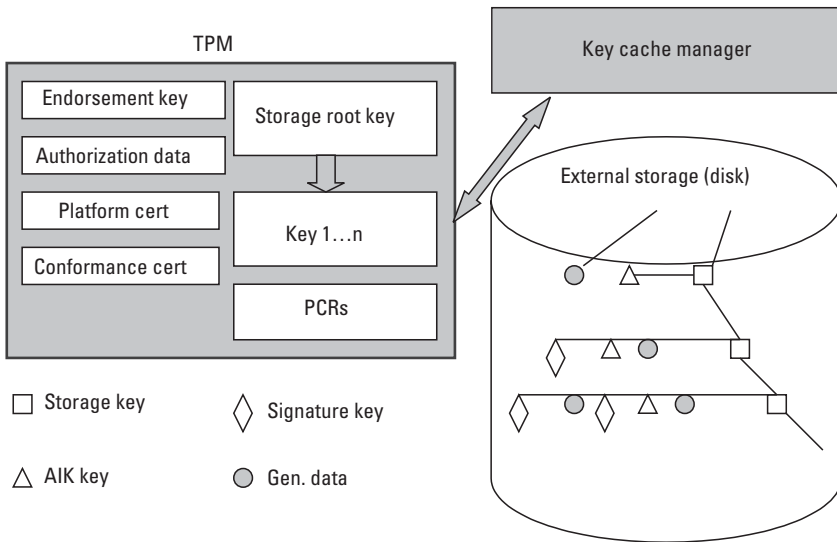 TPM
Endorsement key
Authorization data
Platform cert
Conformance cert
Storage root key
Key 1…n
PCRs
Key cache manager
External storage (disk)
Storage key
Signature key
AIK key
Gen. data